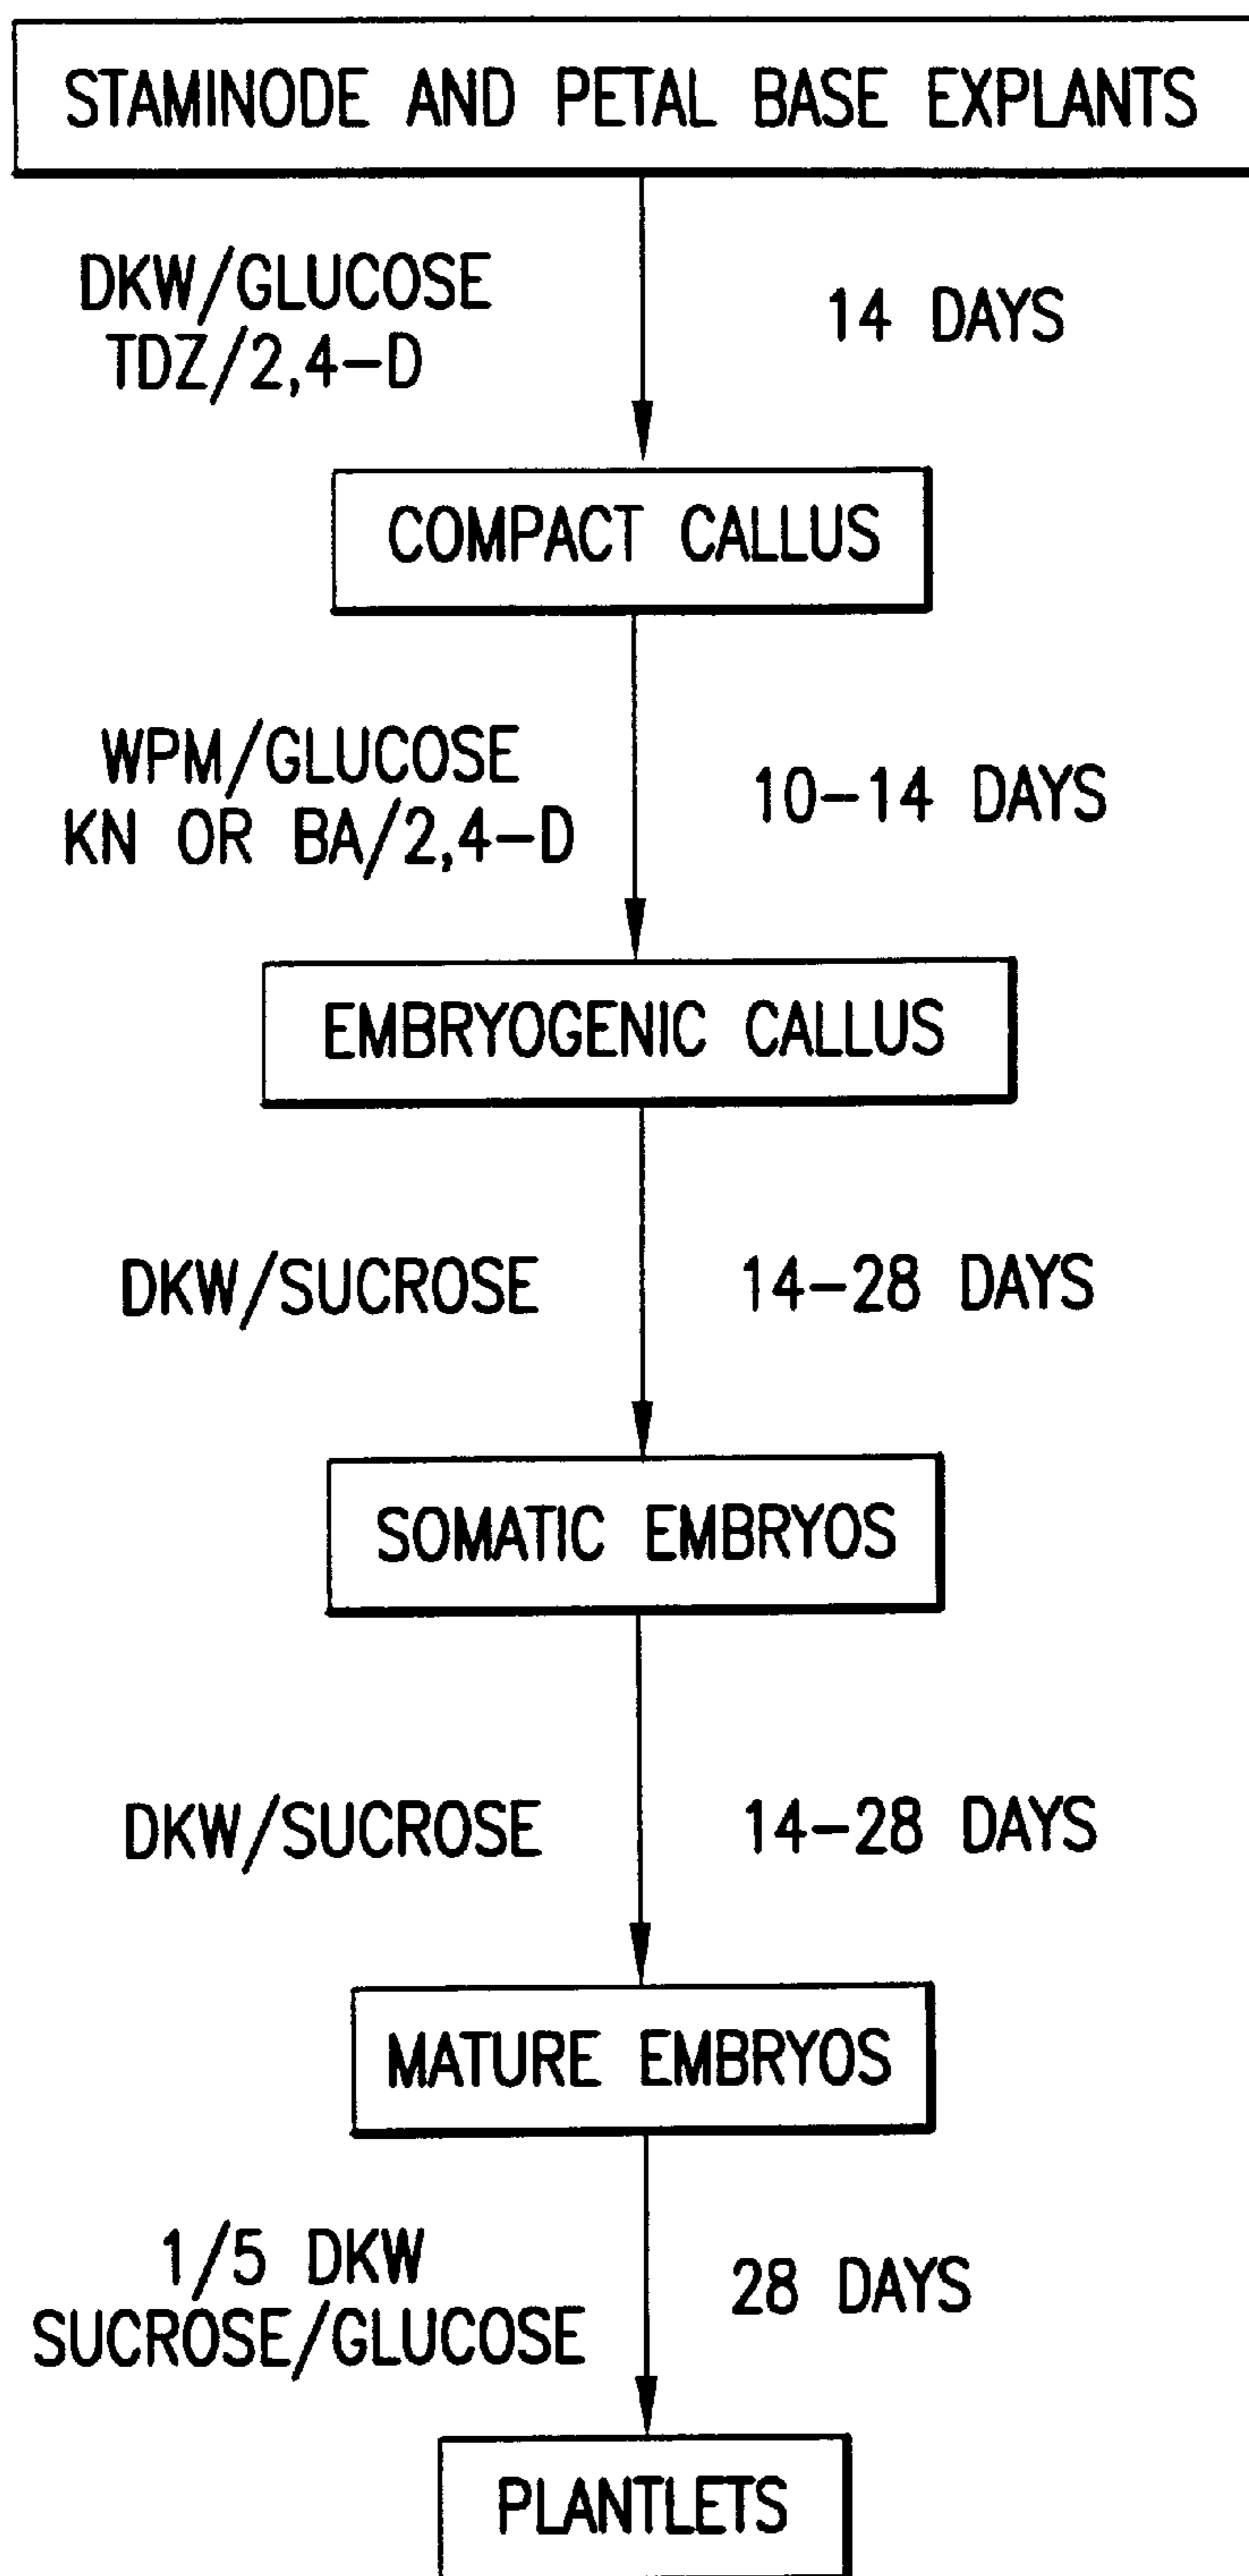 STAMINODE AND PETAL BASE EXPLANTS
DKW/GLUCOSE
TDZ/2,4-D
14 DAYS
COMPACT CALLUS
WPM/GLUCOSE
KN OR BA/2,4-D
10-14 DAYS
EMBRYOGENIC CALLUS
DKW/SUCROSE
14-28 DAYS
SOMATIC EMBRYOS
DKW/SUCROSE
14-28 DAYS
MATURE EMBRYOS
1/5 DKW
SUCROSE/GLUCOSE
28 DAYS
PLANTLETS